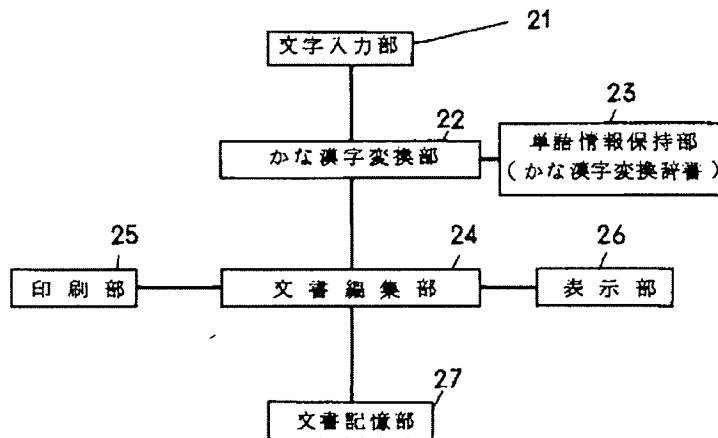 21
文字入力部
22
かな漢字変換部
23
単語情報保持部
(かな漢字変換辞書)
25
印刷部
24
文書編集部
26
表示部
27
文書記憶部